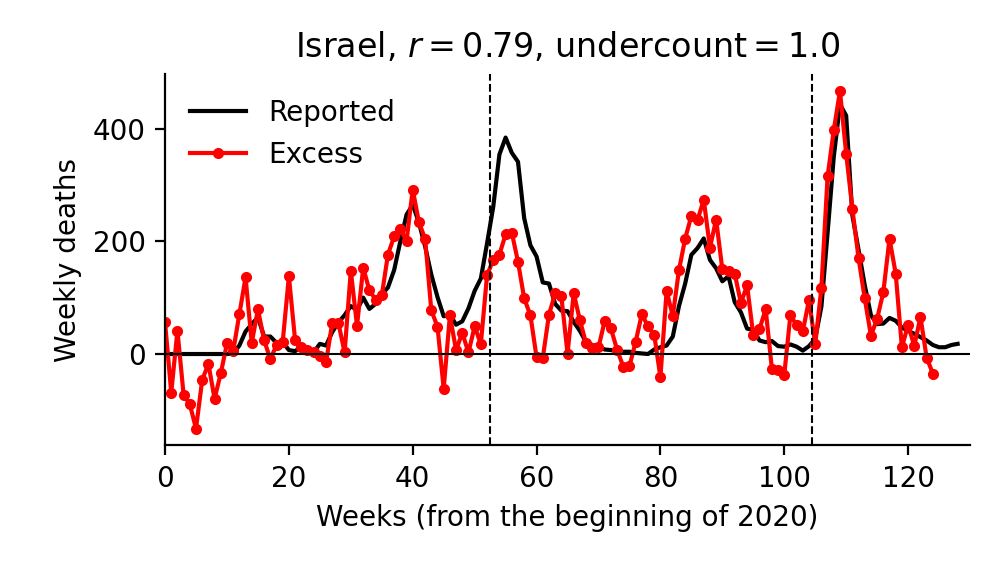 Israel, r = 0.79, undercount = 1.0
Reported
Excess
Weekly deaths
400
200
0
0 20 40 60 80 100 120
Weeks (from the beginning of 2020)